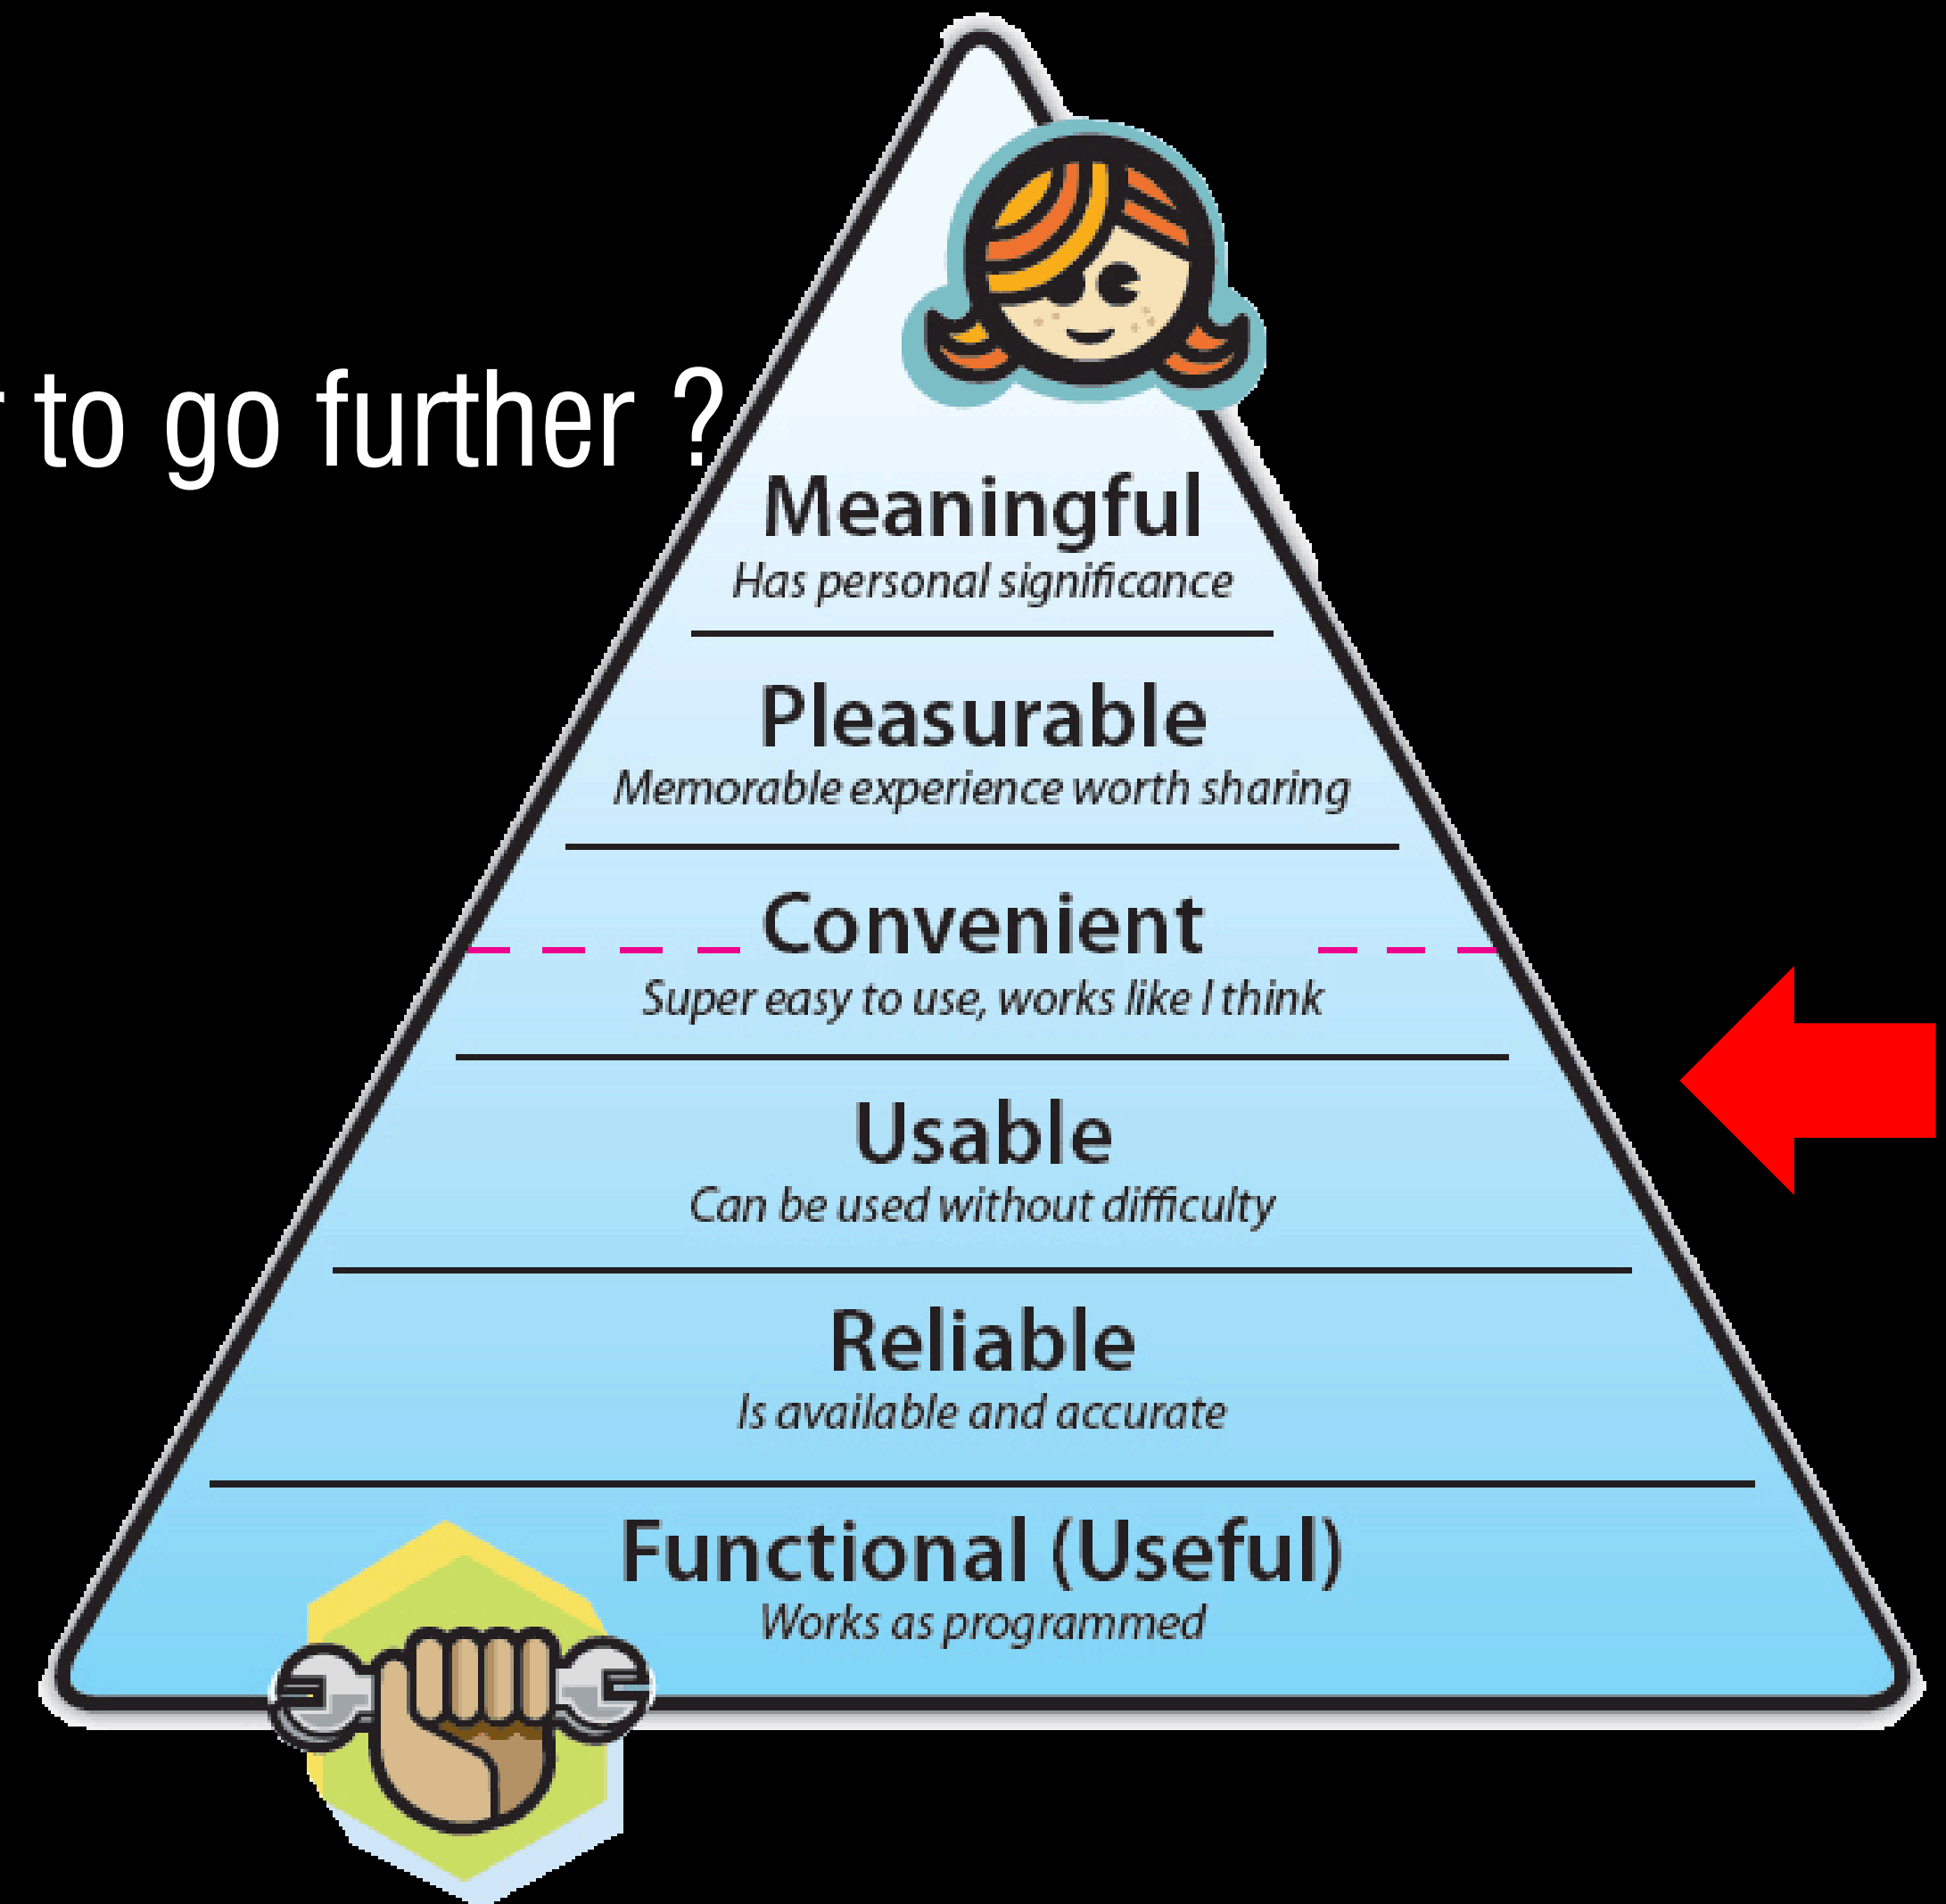 to go further ?
Meaningful
Has personal significance
Pleasurable
Memorable experience worth sharing
Convenient
Super easy to use, works like I think
Usable
Can be used without difficulty
Reliable
Is available and accurate
Functional (Useful)
Works as programmed